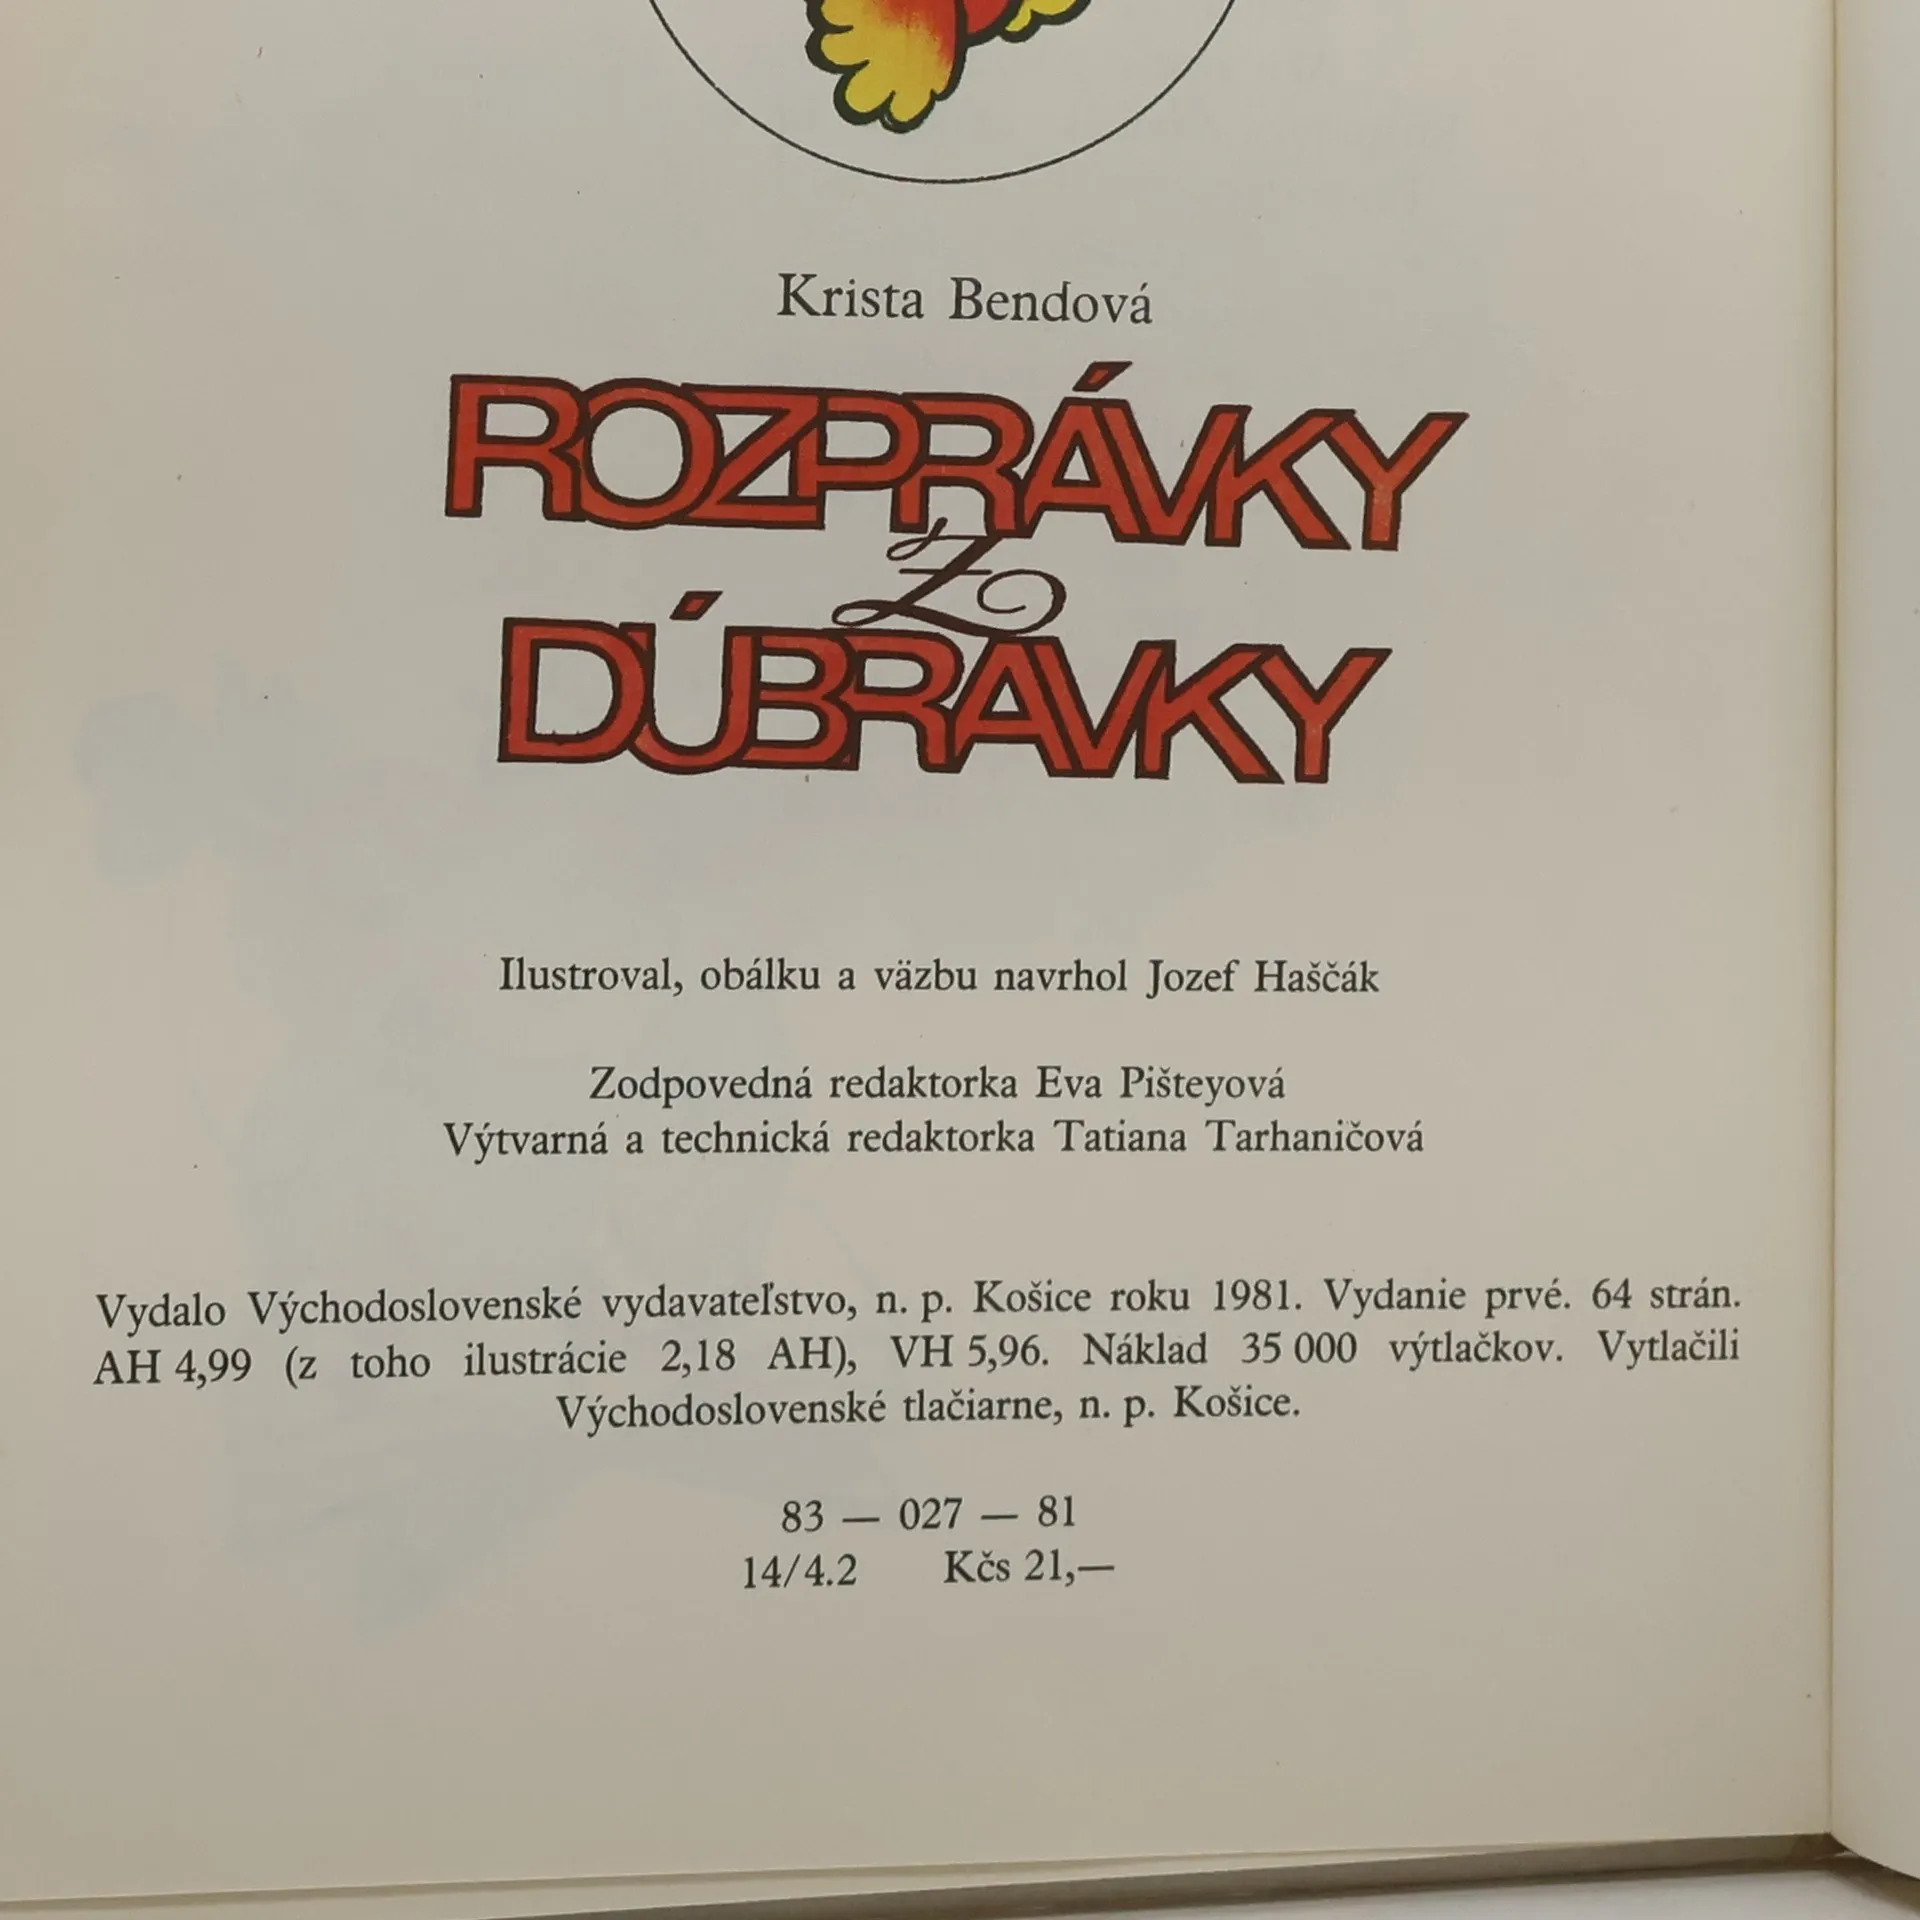 Krista Bendová
ROZPRÁVKY
Zo
DÚBRAVKY
Ilustroval, obálku a väzbu navrhol Jozef Haščák
Zodpovedná redaktorka Eva Pišteyová
Výtvarná a technická redaktorka Tatiana Tarhaničová
Vydalo Východoslovenské vydavateľstvo, n. p. Košice roku 1981. Vydanie prvé. 64 strán.
AH 4,99 (z toho ilustrácie 2,18 AH), VH 5,96. Náklad 35 000 výtlačkov. Vytlačili
Východoslovenské tlačiarne, n. p. Košice.
83 — 027 — 81
14/4.2 Kčs 21,—